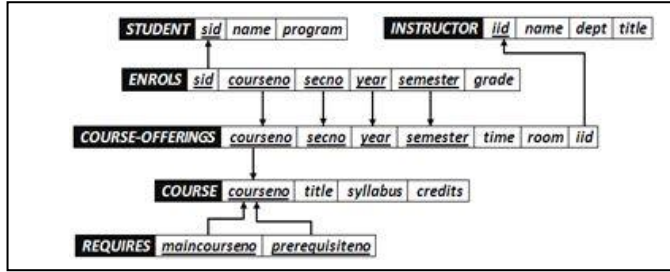 STUDENT sid name program INSTRUCTOR iid name dept title
ENROLS sid courseno secno year semester grade
COURSE-OFFERINGS courseno secno year semester time room iid
COURSE courseno title syllabus credits
REQUIRES maincourseno prerequisiteno